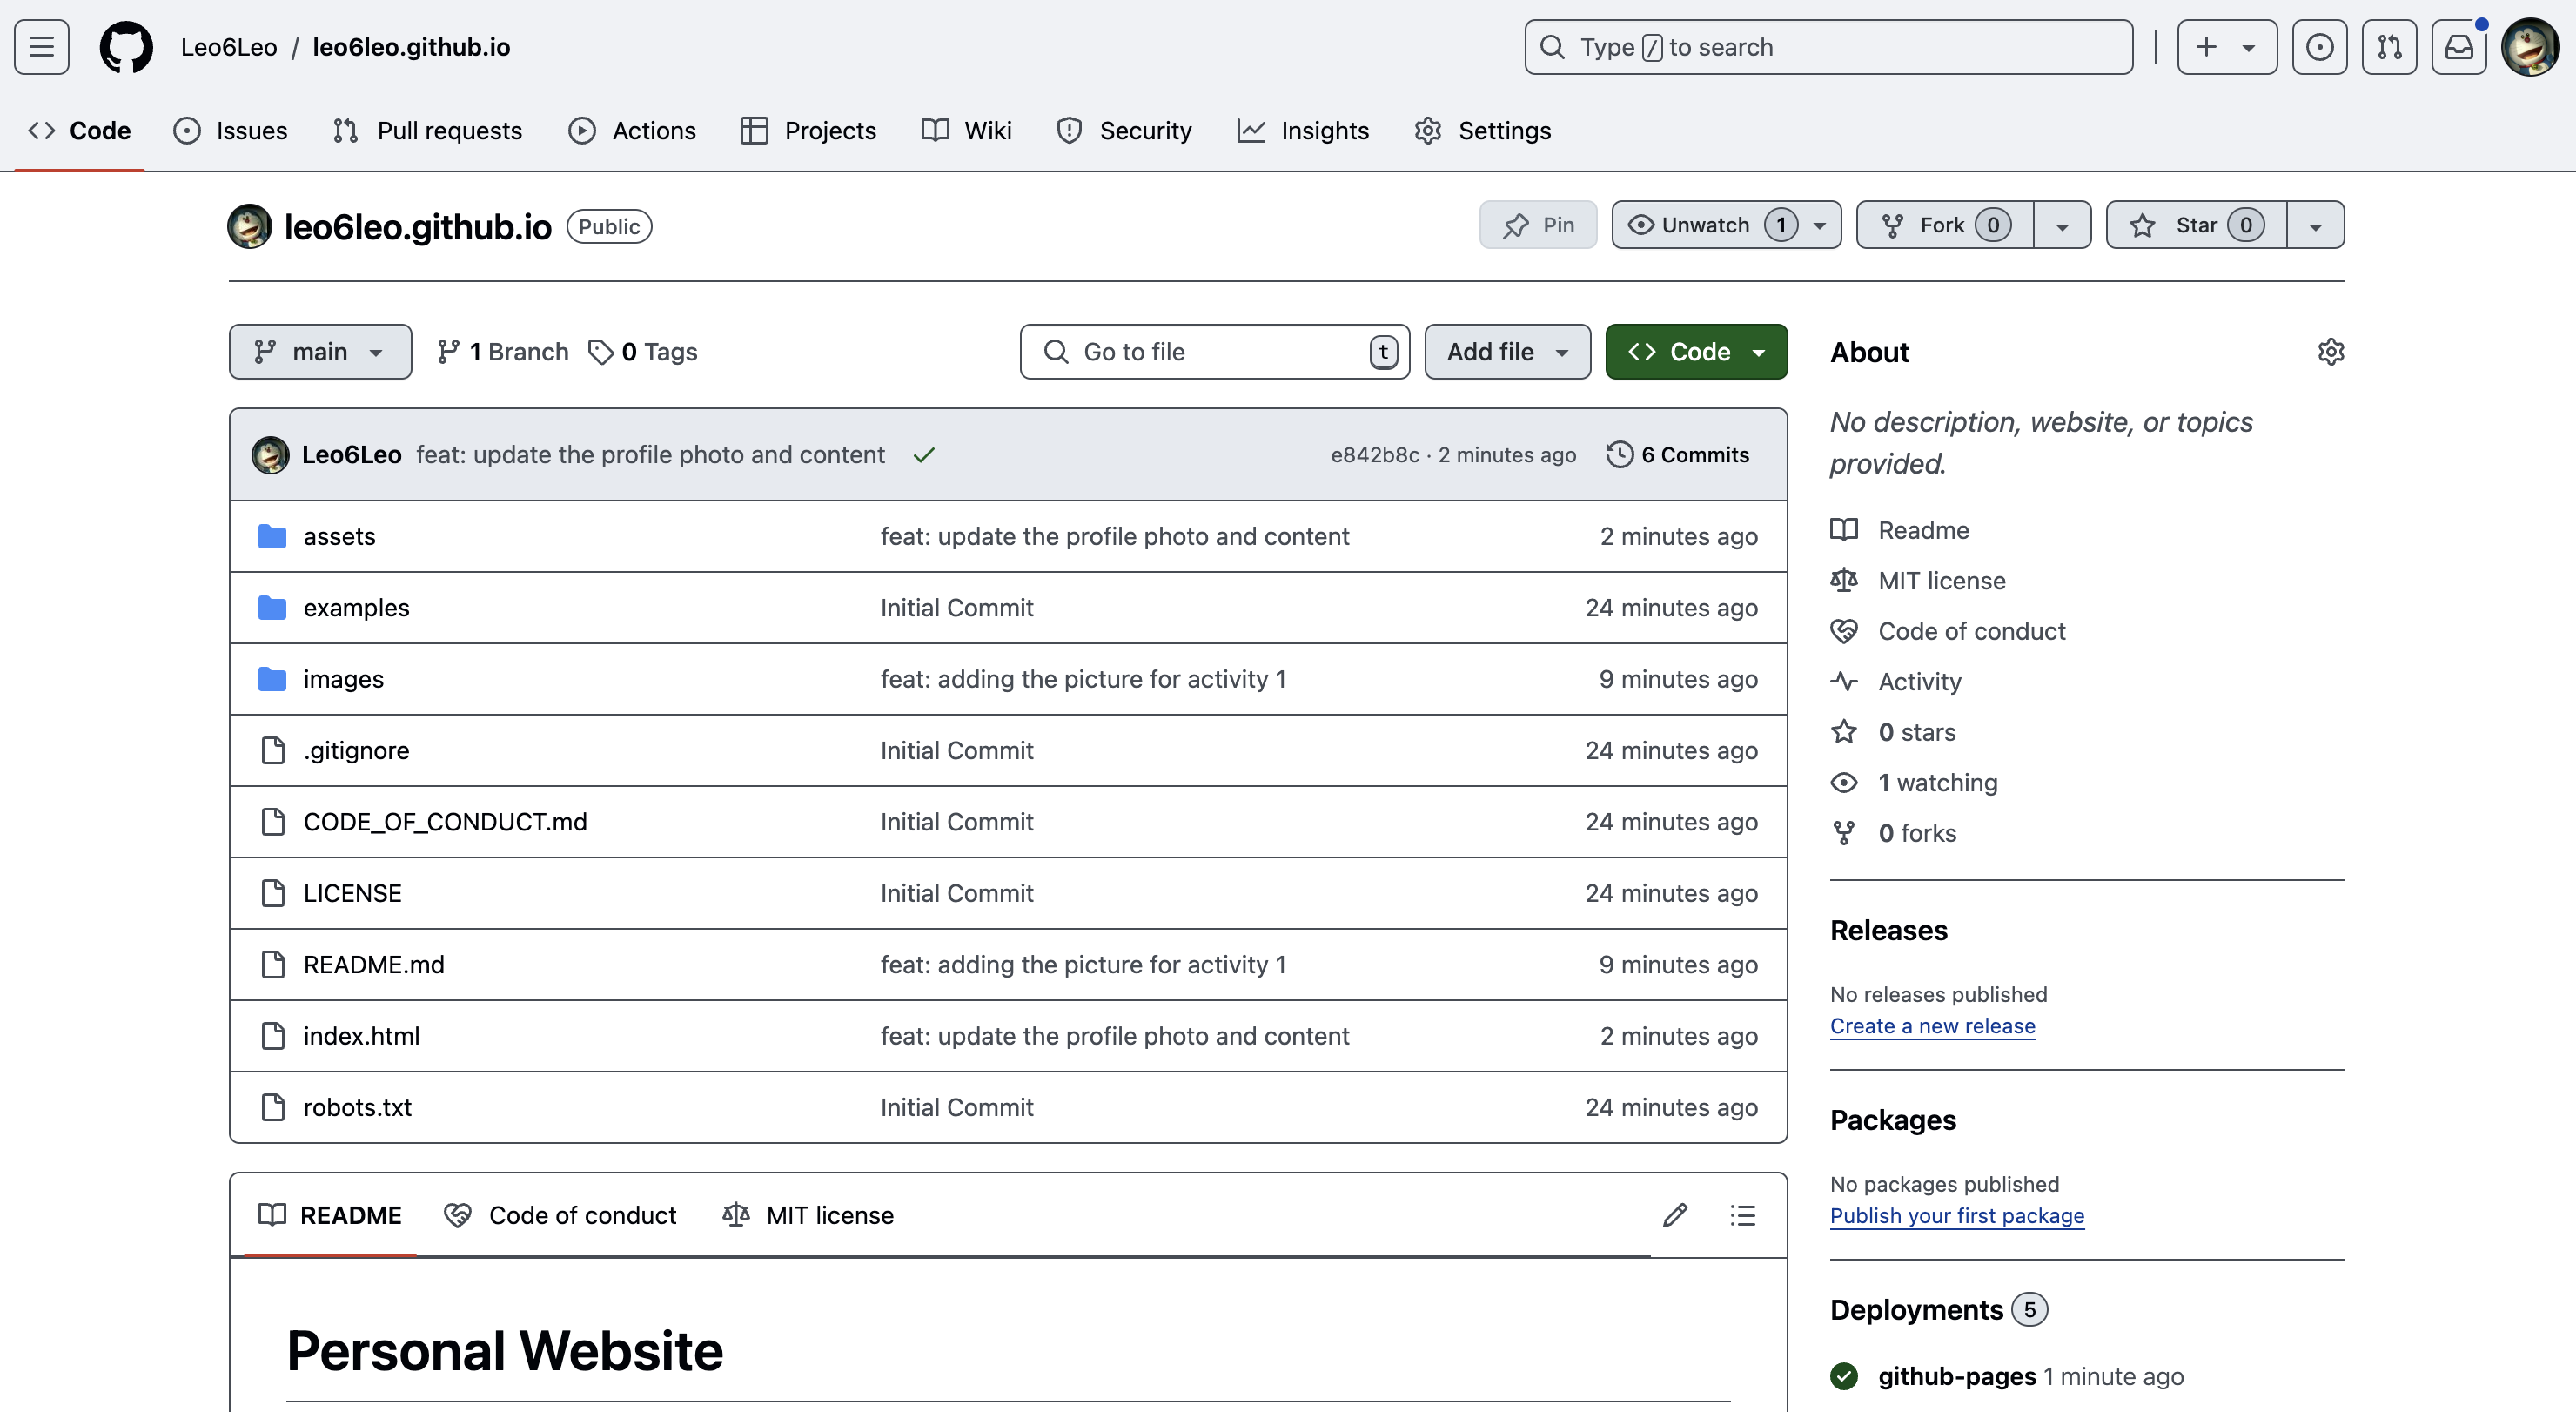 Leo6Leo / leo6leo.github.io
Type / to search
Code Issues Pull requests Actions Projects Wiki Security Insights Settings
leo6leo.github.io Public
Pin Unwatch 1 Fork 0 Star 0
main 1 Branch 0 Tags Go to file t Add file Code
Leo6Leo feat: update the profile photo and content e842b8c · 2 minutes ago 6 Commits
assets feat: update the profile photo and content 2 minutes ago
examples Initial Commit 24 minutes ago
images feat: adding the picture for activity 1 9 minutes ago
.gitignore Initial Commit 24 minutes ago
CODE_OF_CONDUCT.md Initial Commit 24 minutes ago
LICENSE Initial Commit 24 minutes ago
README.md feat: adding the picture for activity 1 9 minutes ago
index.html feat: update the profile photo and content 2 minutes ago
robots.txt Initial Commit 24 minutes ago
README Code of conduct MIT license
Personal Website
About
No description, website, or topics
provided.
Readme
MIT license
Code of conduct
Activity
0 stars
1 watching
0 forks
Releases
No releases published
Create a new release
Packages
No packages published
Publish your first package
Deployments 5
github-pages 1 minute ago